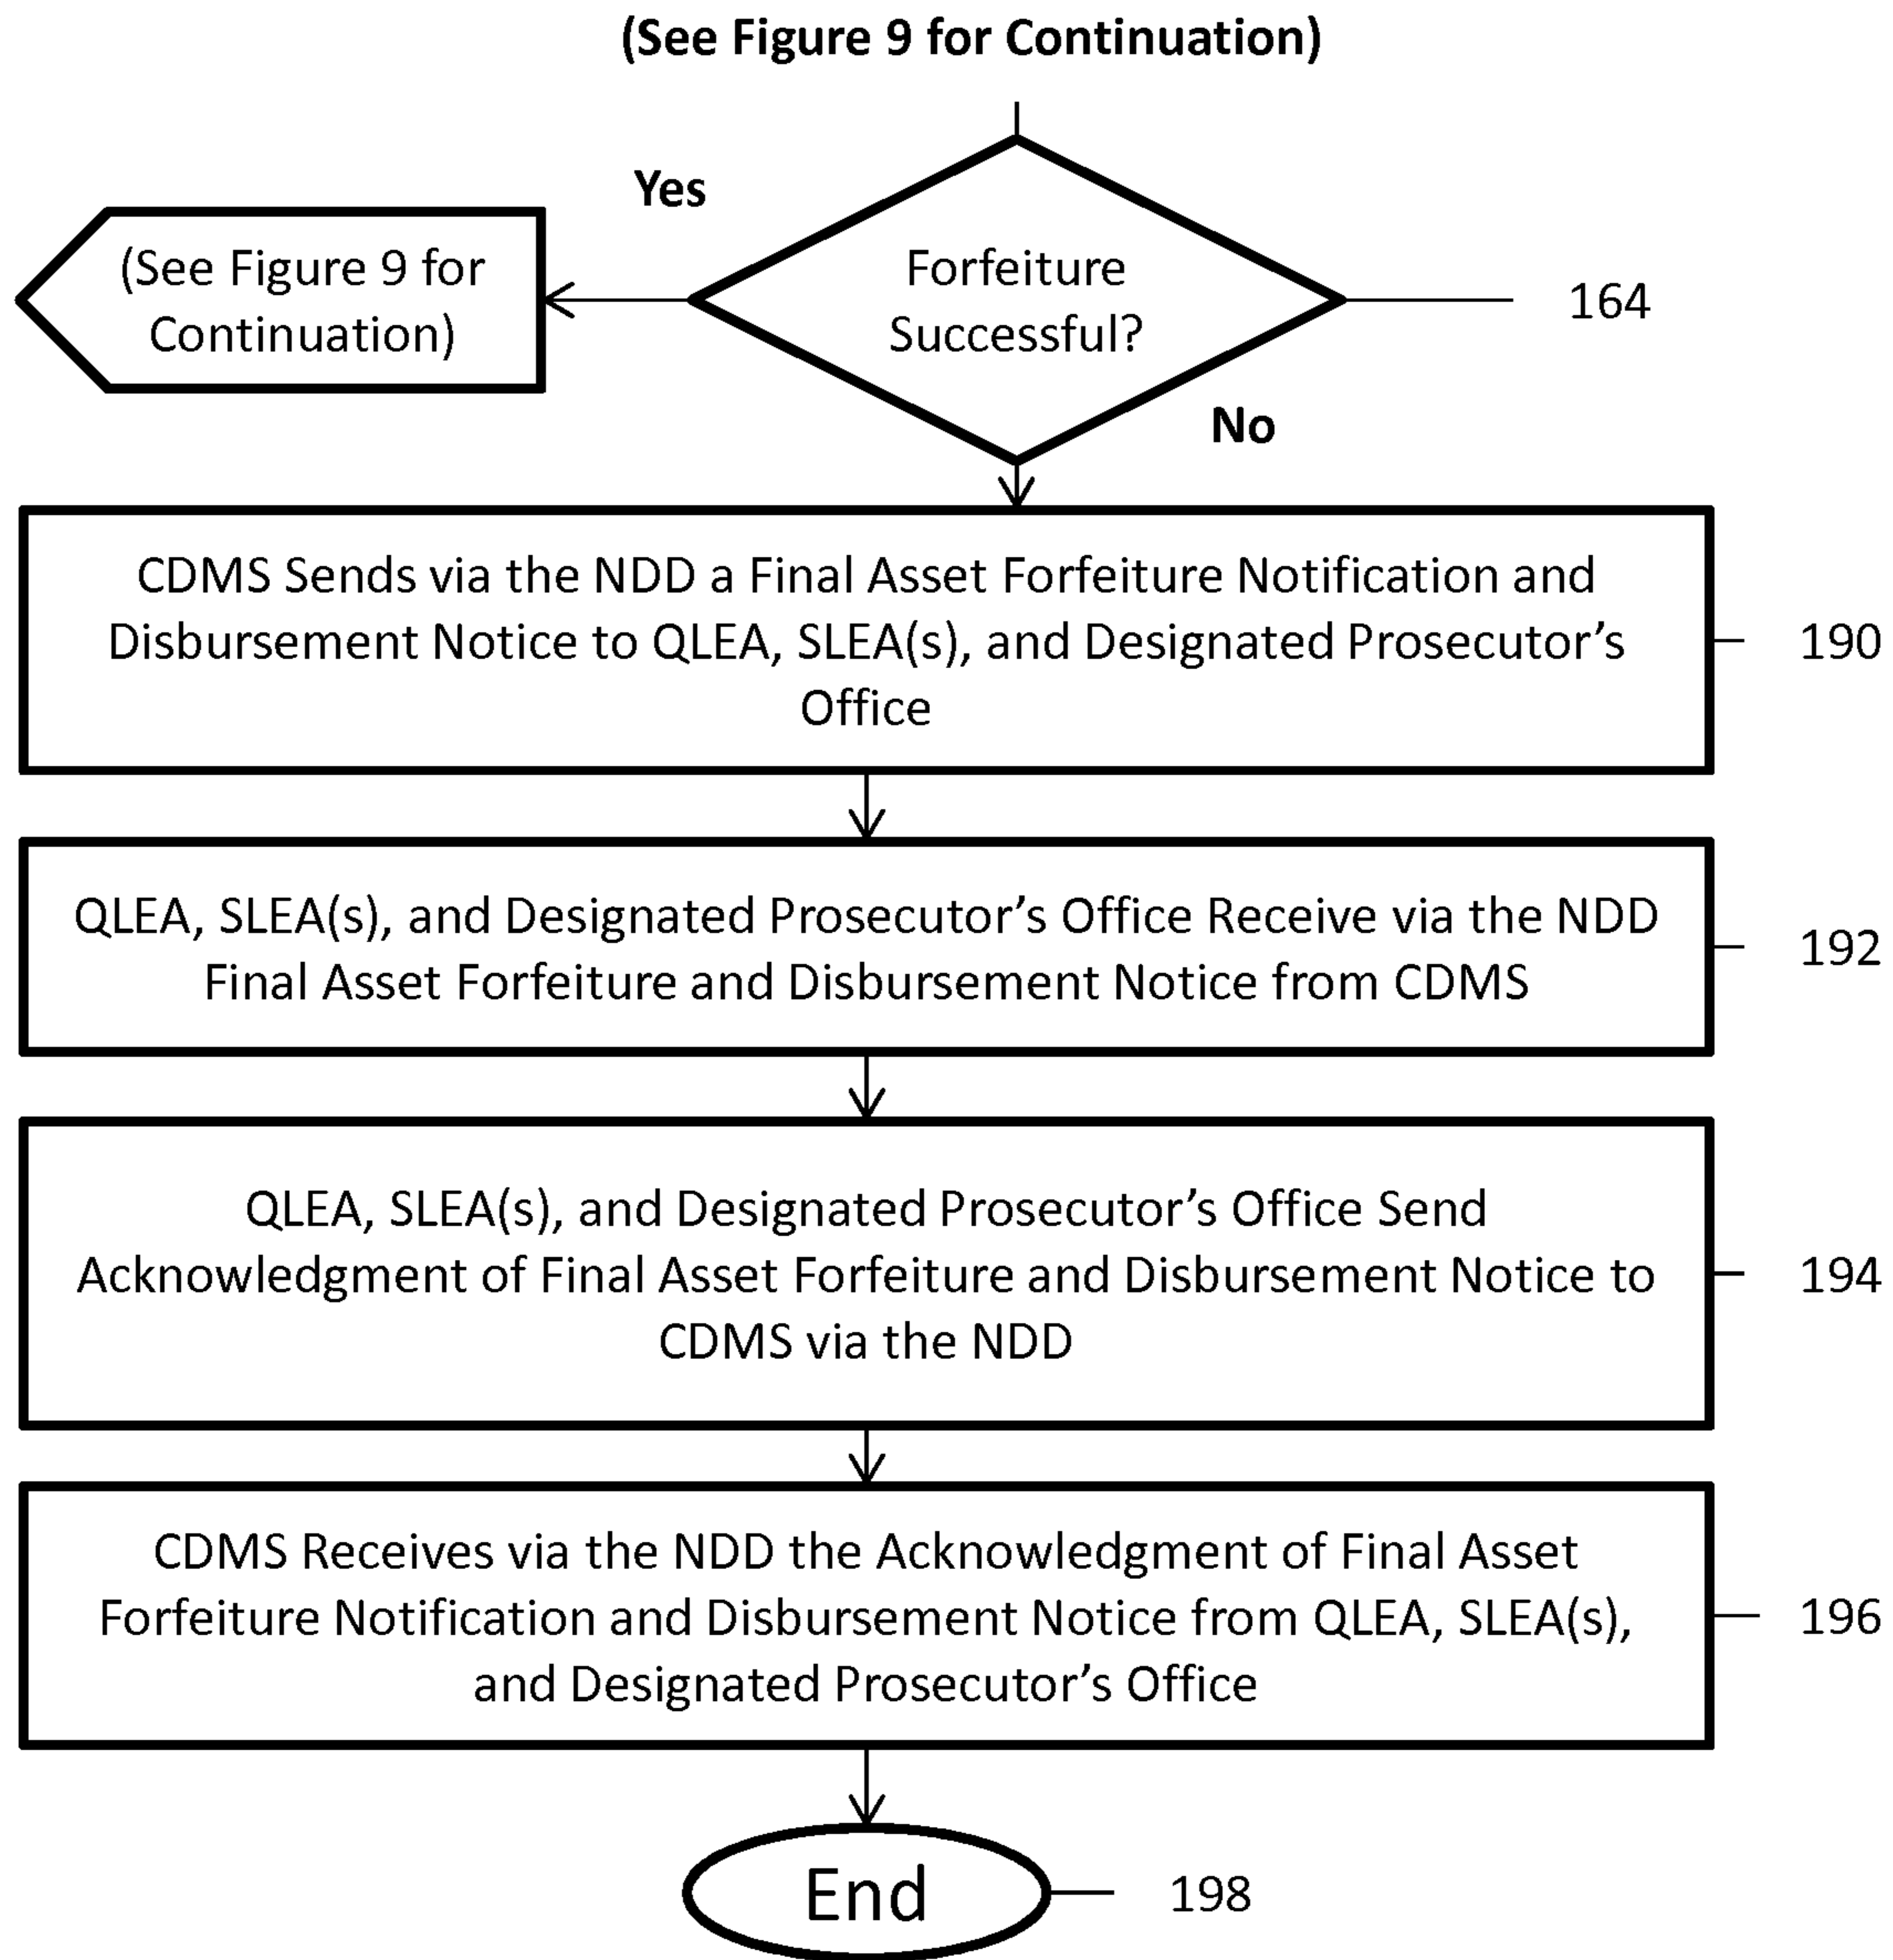 (See Figure 9 for Continuation)
Yes
(See Figure 9 for
Continuation)
Forfeiture
Successful?
164
No
CDMS Sends via the NDD a Final Asset Forfeiture Notification and
Disbursement Notice to QLEA, SLEA(s), and Designated Prosecutor’s
Office
190
QLEA, SLEA(s), and Designated Prosecutor’s Office Receive via the NDD
Final Asset Forfeiture and Disbursement Notice from CDMS
192
QLEA, SLEA(s), and Designated Prosecutor’s Office Send
Acknowledgment of Final Asset Forfeiture and Disbursement Notice to
CDMS via the NDD
194
CDMS Receives via the NDD the Acknowledgment of Final Asset
Forfeiture Notification and Disbursement Notice from QLEA, SLEA(s),
and Designated Prosecutor’s Office
196
End
198